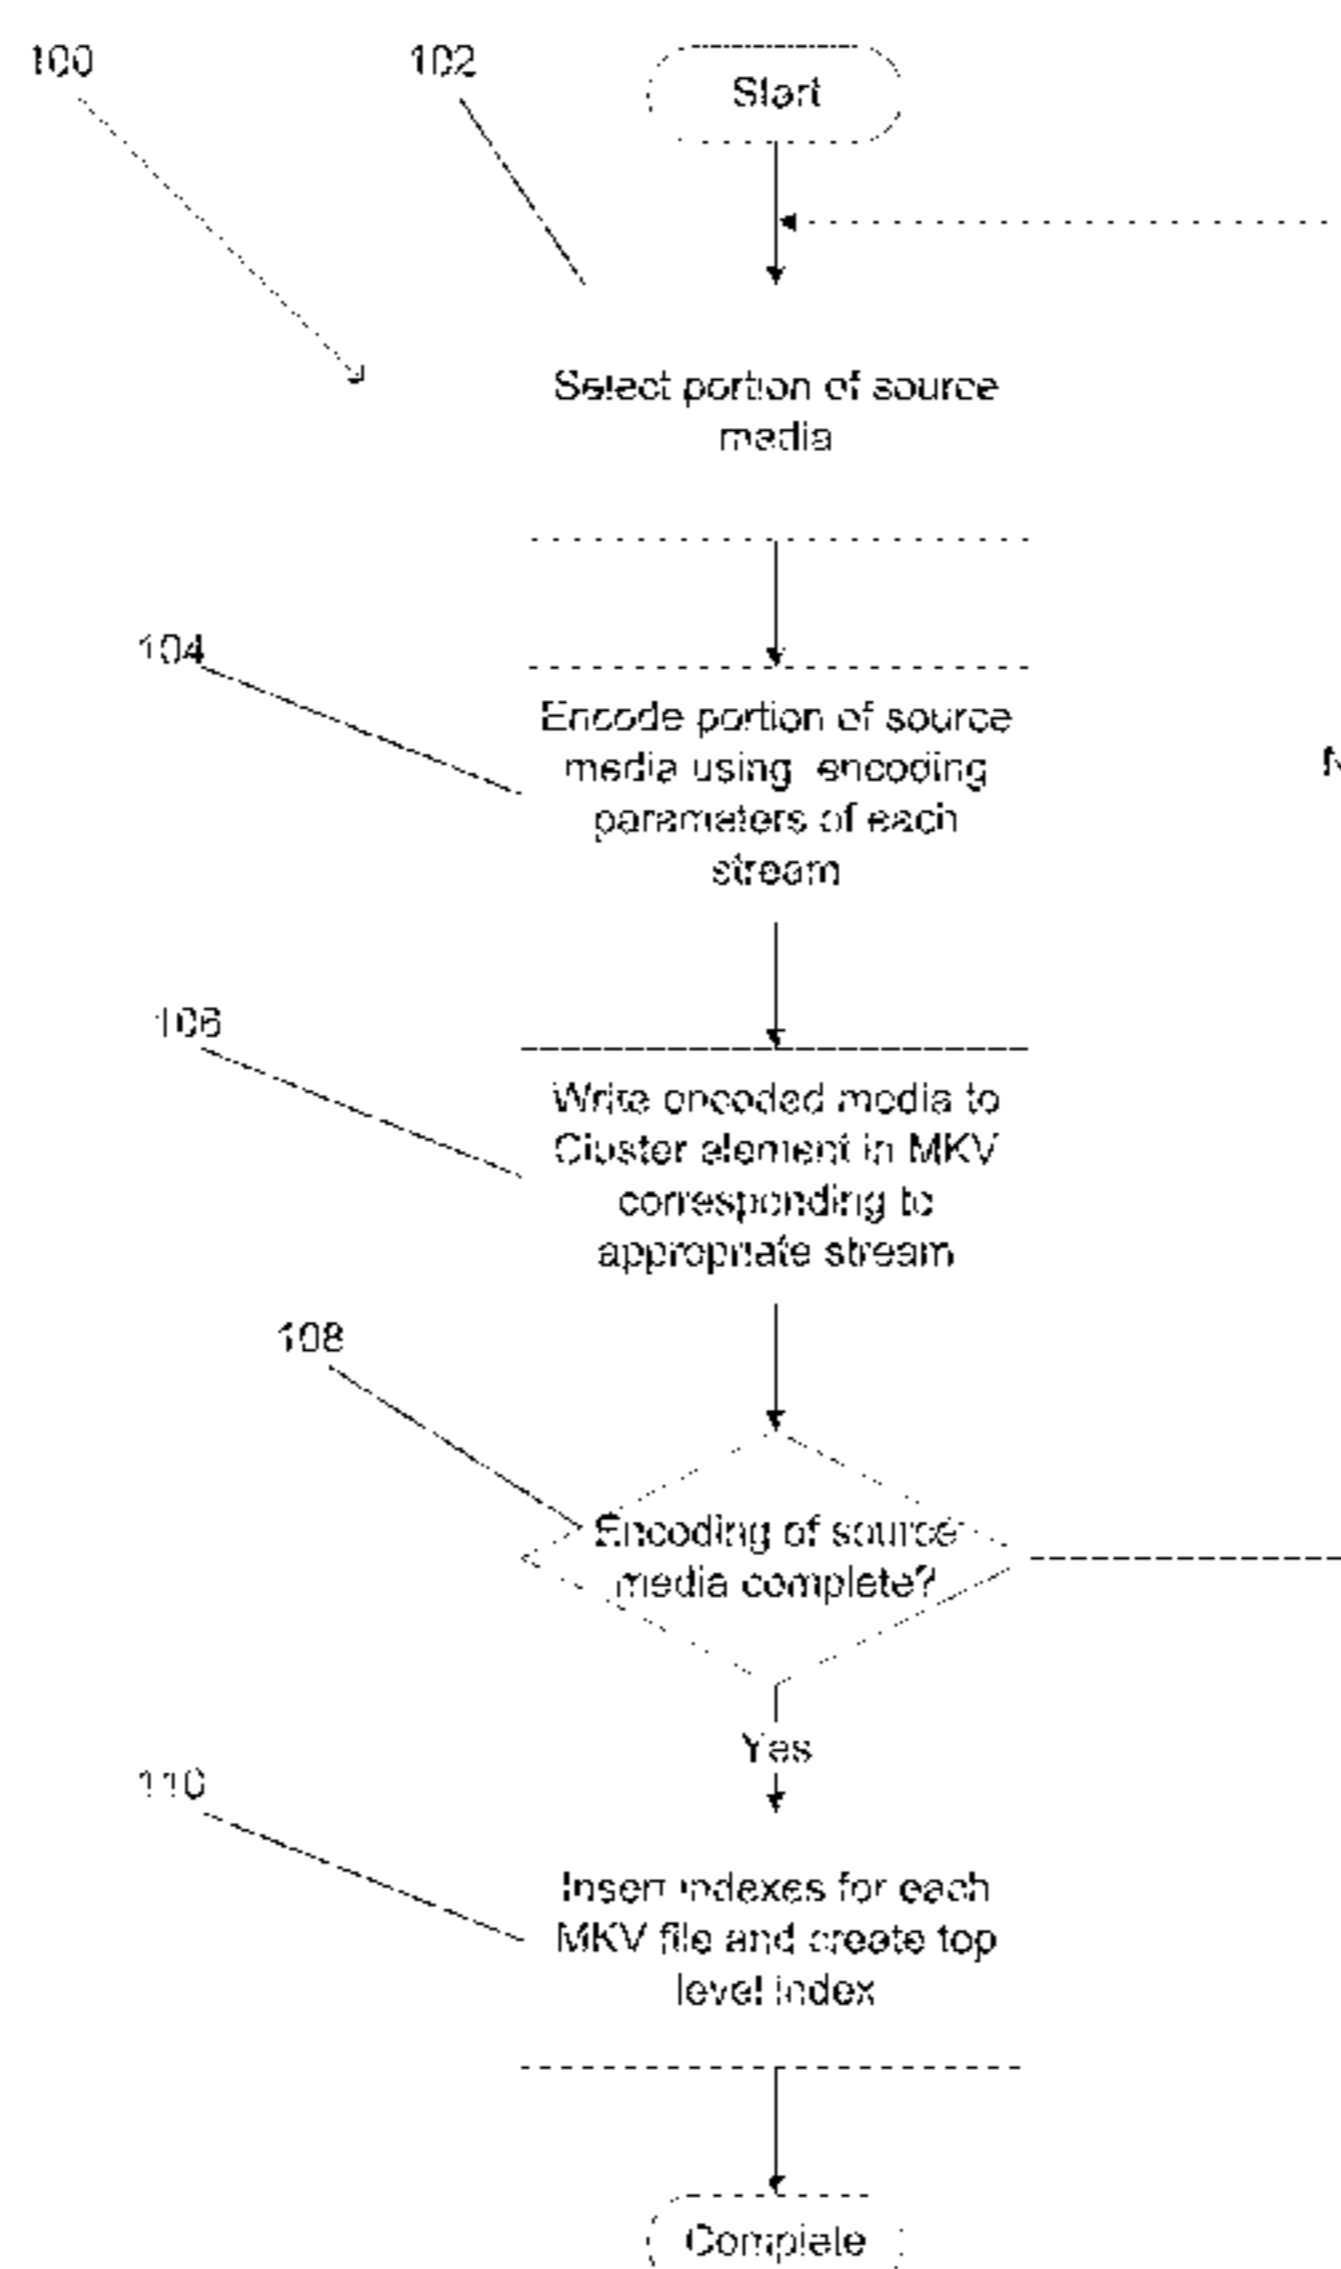 100
102
Start
Select portion of source
media
104
Encode portion of source
media using encoding
parameters of each
stream
106
Write encoded media to
Cluster element in MKV
corresponding to
appropriate stream
108
Encoding of source
media complete?
Yes
110
Insert indexes for each
MKV file and create top
level index
Complete